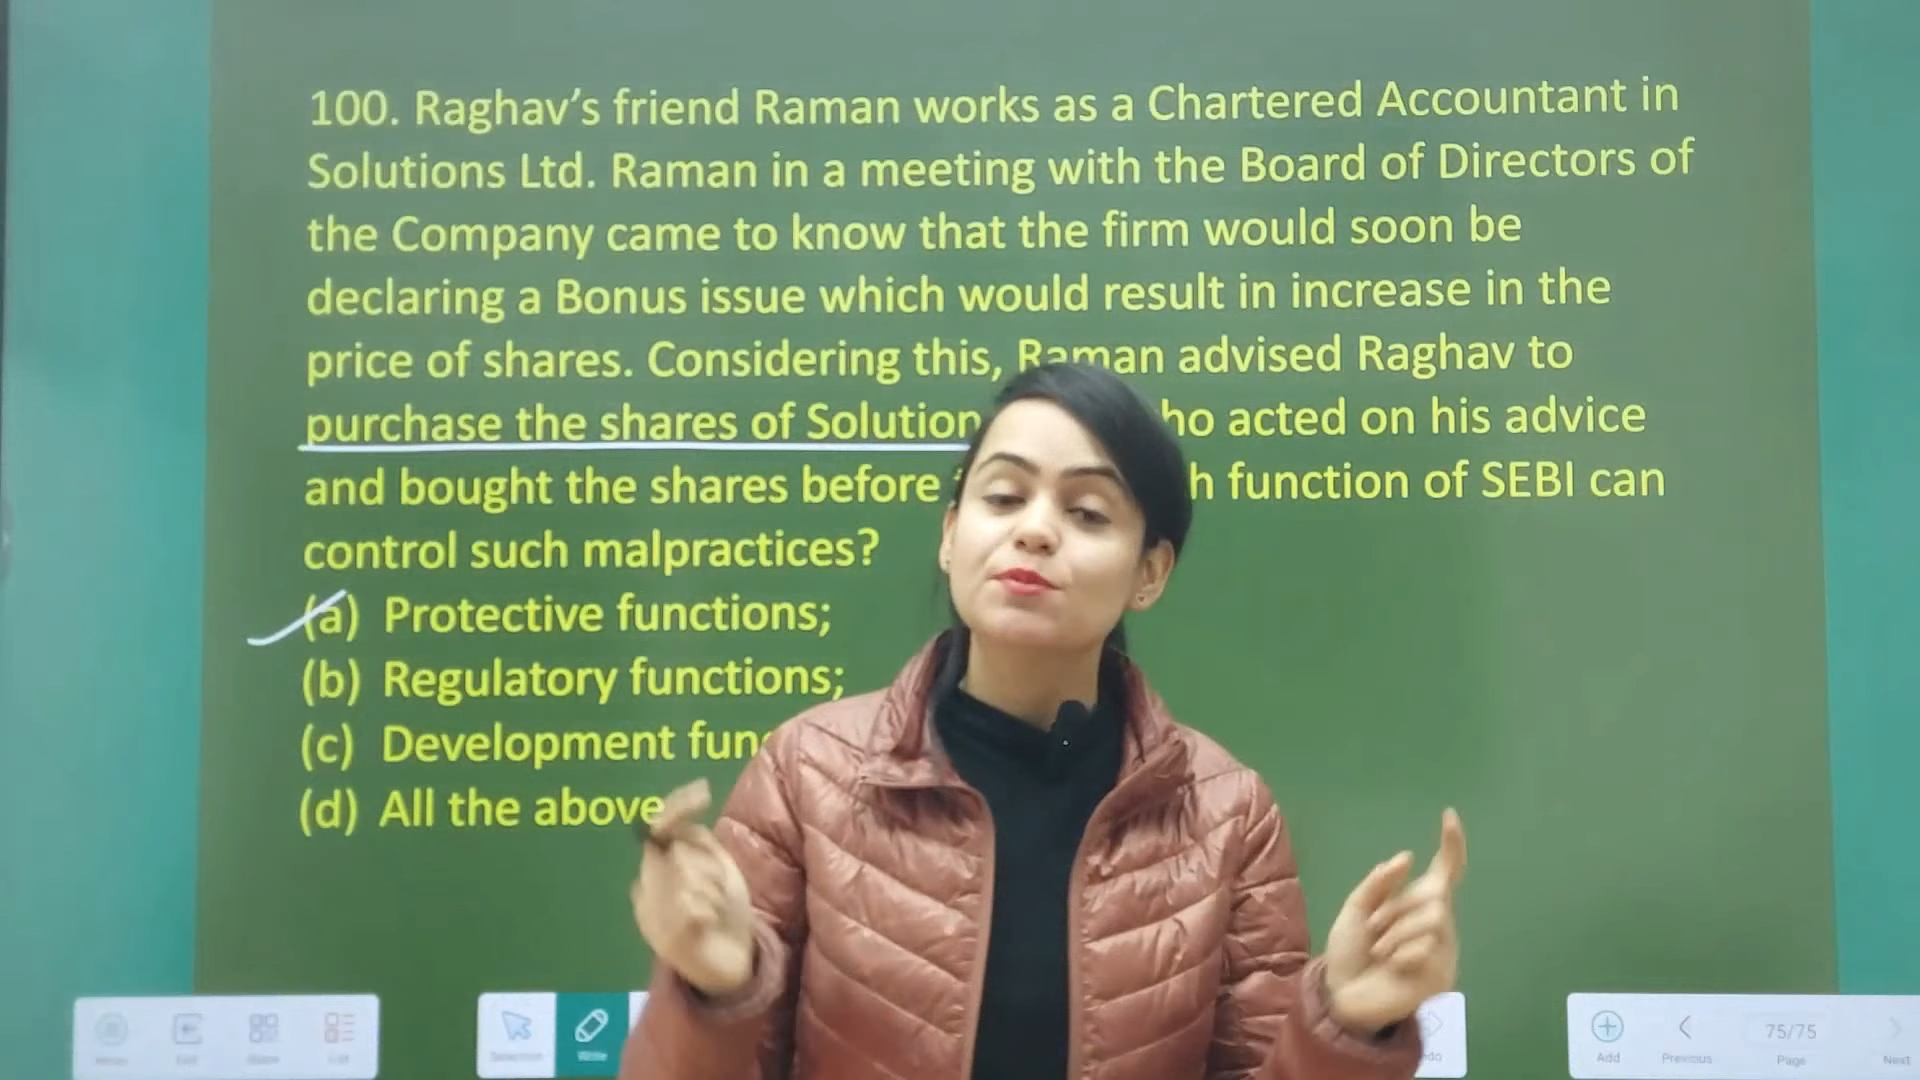 100. Raghav’s friend Raman works as a Chartered Accountant in
Solutions Ltd. Raman in a meeting with the Board of Directors of
the Company came to know that the firm would soon be
declaring a Bonus issue which would result in increase in the
price of shares. Considering this, Raman advised Raghav to
purchase the shares of Solution ho acted on his advice
and bought the shares before h function of SEBI can
control such malpractices?
(a) Protective functions;
(b) Regulatory functions;
(c) Development func
(d) All the above
Selection Write Add Previous 75/75 Page Next